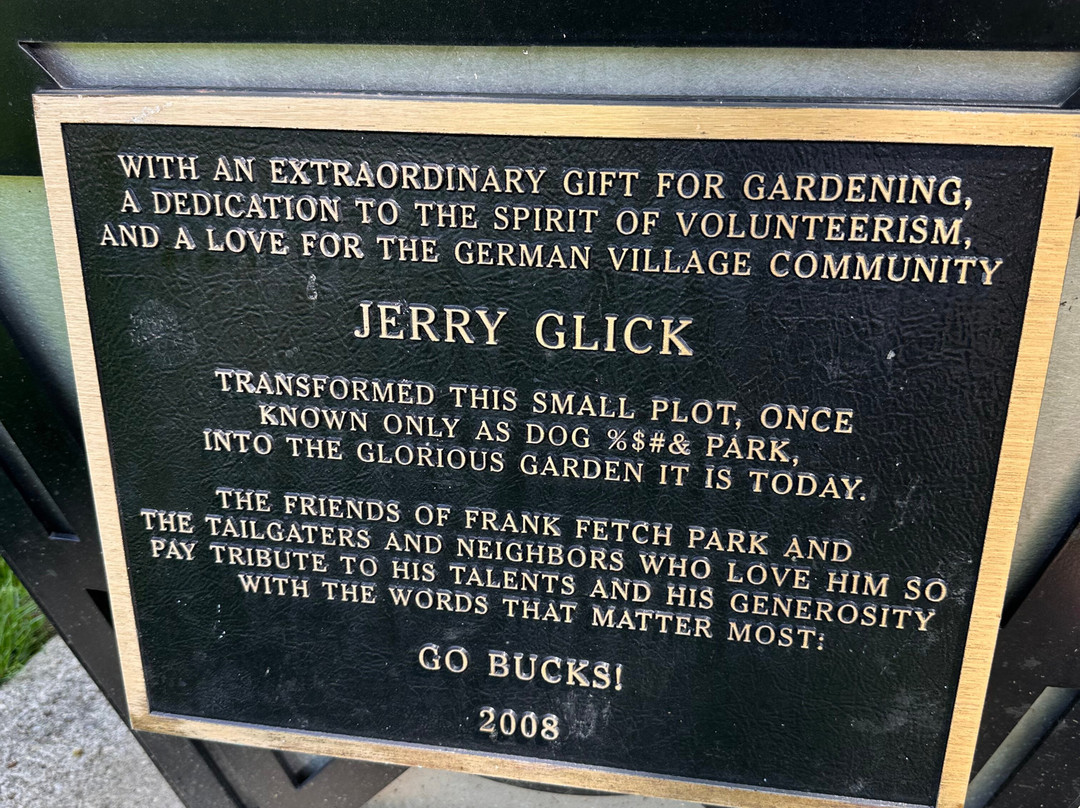 WITH AN EXTRAORDINARY GIFT FOR GARDENING,
A DEDICATION TO THE SPIRIT OF VOLUNTEERISM,
AND A LOVE FOR THE GERMAN VILLAGE COMMUNITY
JERRY GLICK
TRANSFORMED THIS SMALL PLOT, ONCE
KNOWN ONLY AS DOG %$#& PARK,
INTO THE GLORIOUS GARDEN IT IS TODAY.
THE FRIENDS OF FRANK FETCH PARK AND
THE TAILGATERS AND NEIGHBORS WHO LOVE HIM SO
PAY TRIBUTE TO HIS TALENTS AND HIS GENEROSITY
WITH THE WORDS THAT MATTER MOST:
GO BUCKS!
2008